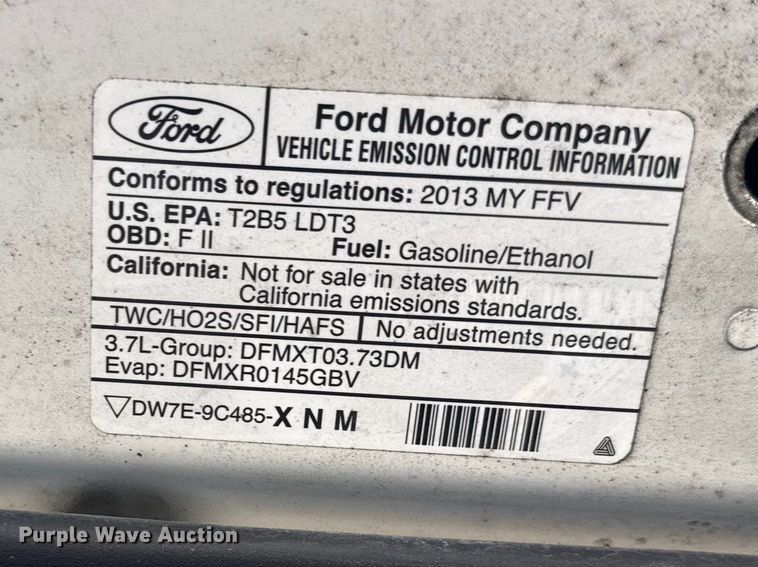 Ford
Ford Motor Company
VEHICLE EMISSION CONTROL INFORMATION
Conforms to regulations: 2013 MY FFV
U.S. EPA: T2B5 LDT3
OBD: F II Fuel: Gasoline/Ethanol
California: Not for sale in states with
California emissions standards.
TWC/HO2S/SFI/HAFS No adjustments needed.
3.7L-Group: DFMXT03.73DM
Evap: DFMXR0145GBV
DW7E-9C485-X N M
Purple Wave Auction